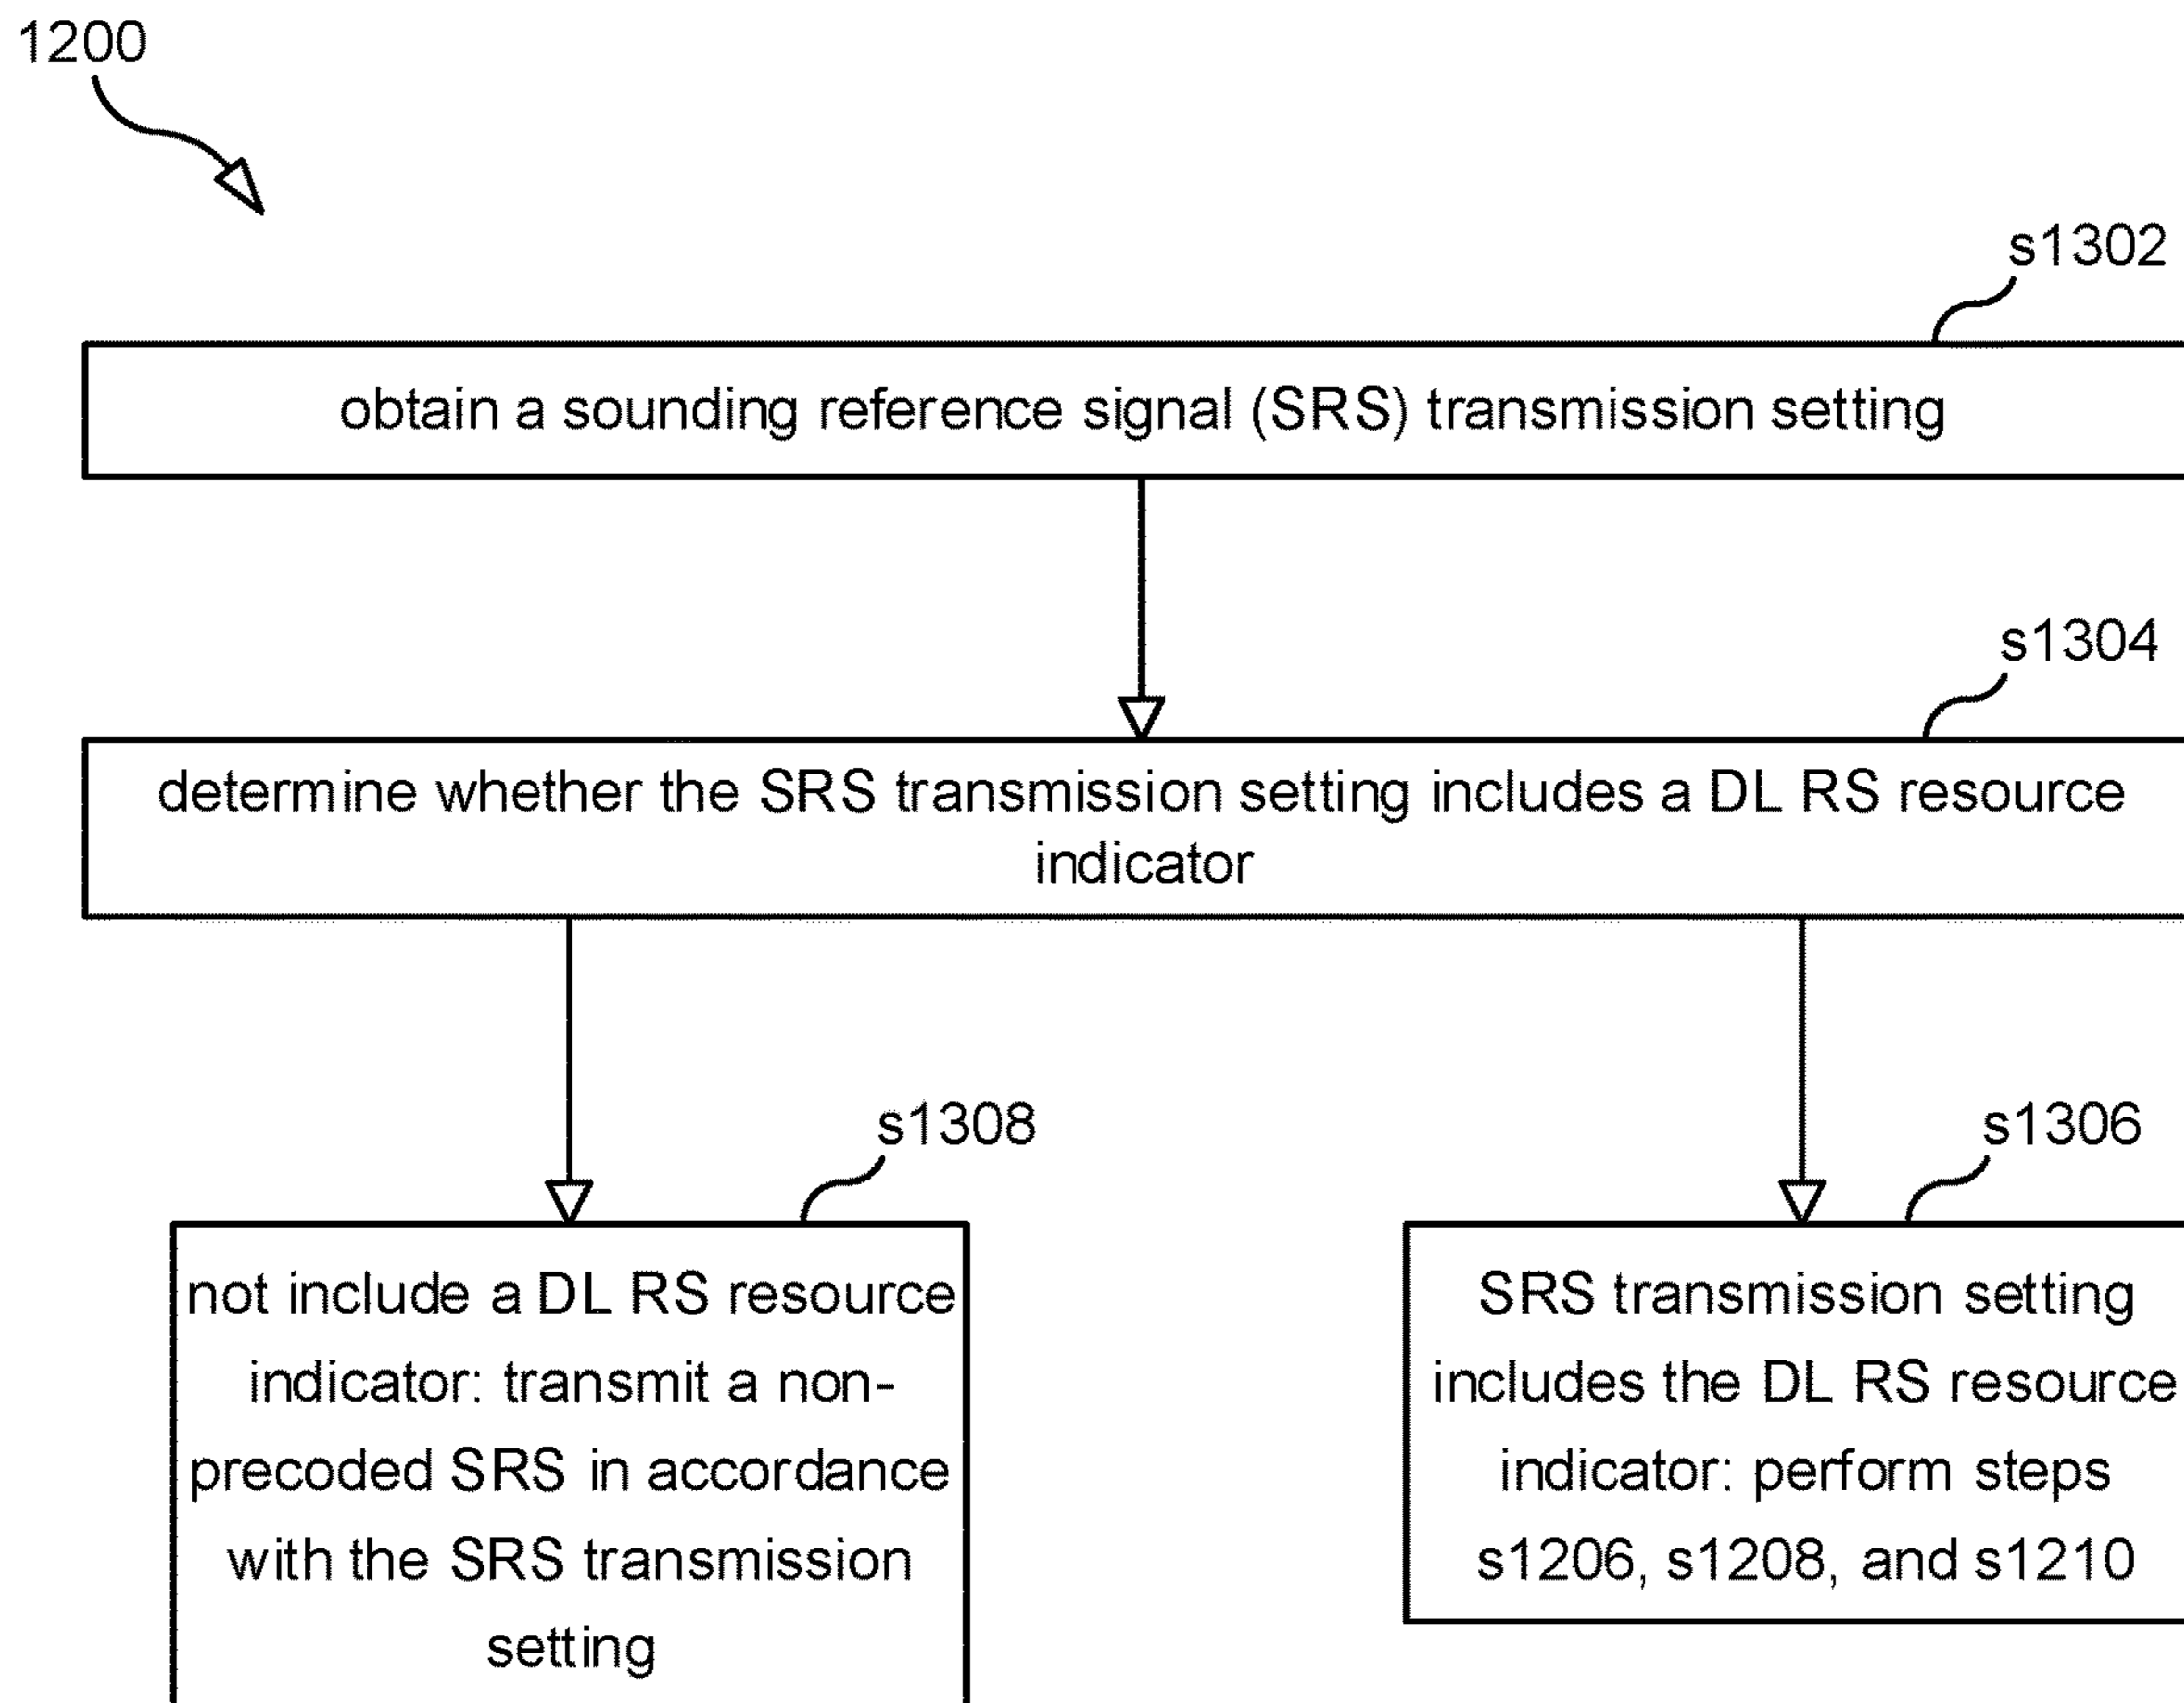 1200
s1302
obtain a sounding reference signal (SRS) transmission setting
s1304
determine whether the SRS transmission setting includes a DL RS resource
indicator
s1308
not include a DL RS resource
indicator: transmit a non-
precoded SRS in accordance
with the SRS transmission
setting
s1306
SRS transmission setting
includes the DL RS resource
indicator: perform steps
s1206, s1208, and s1210